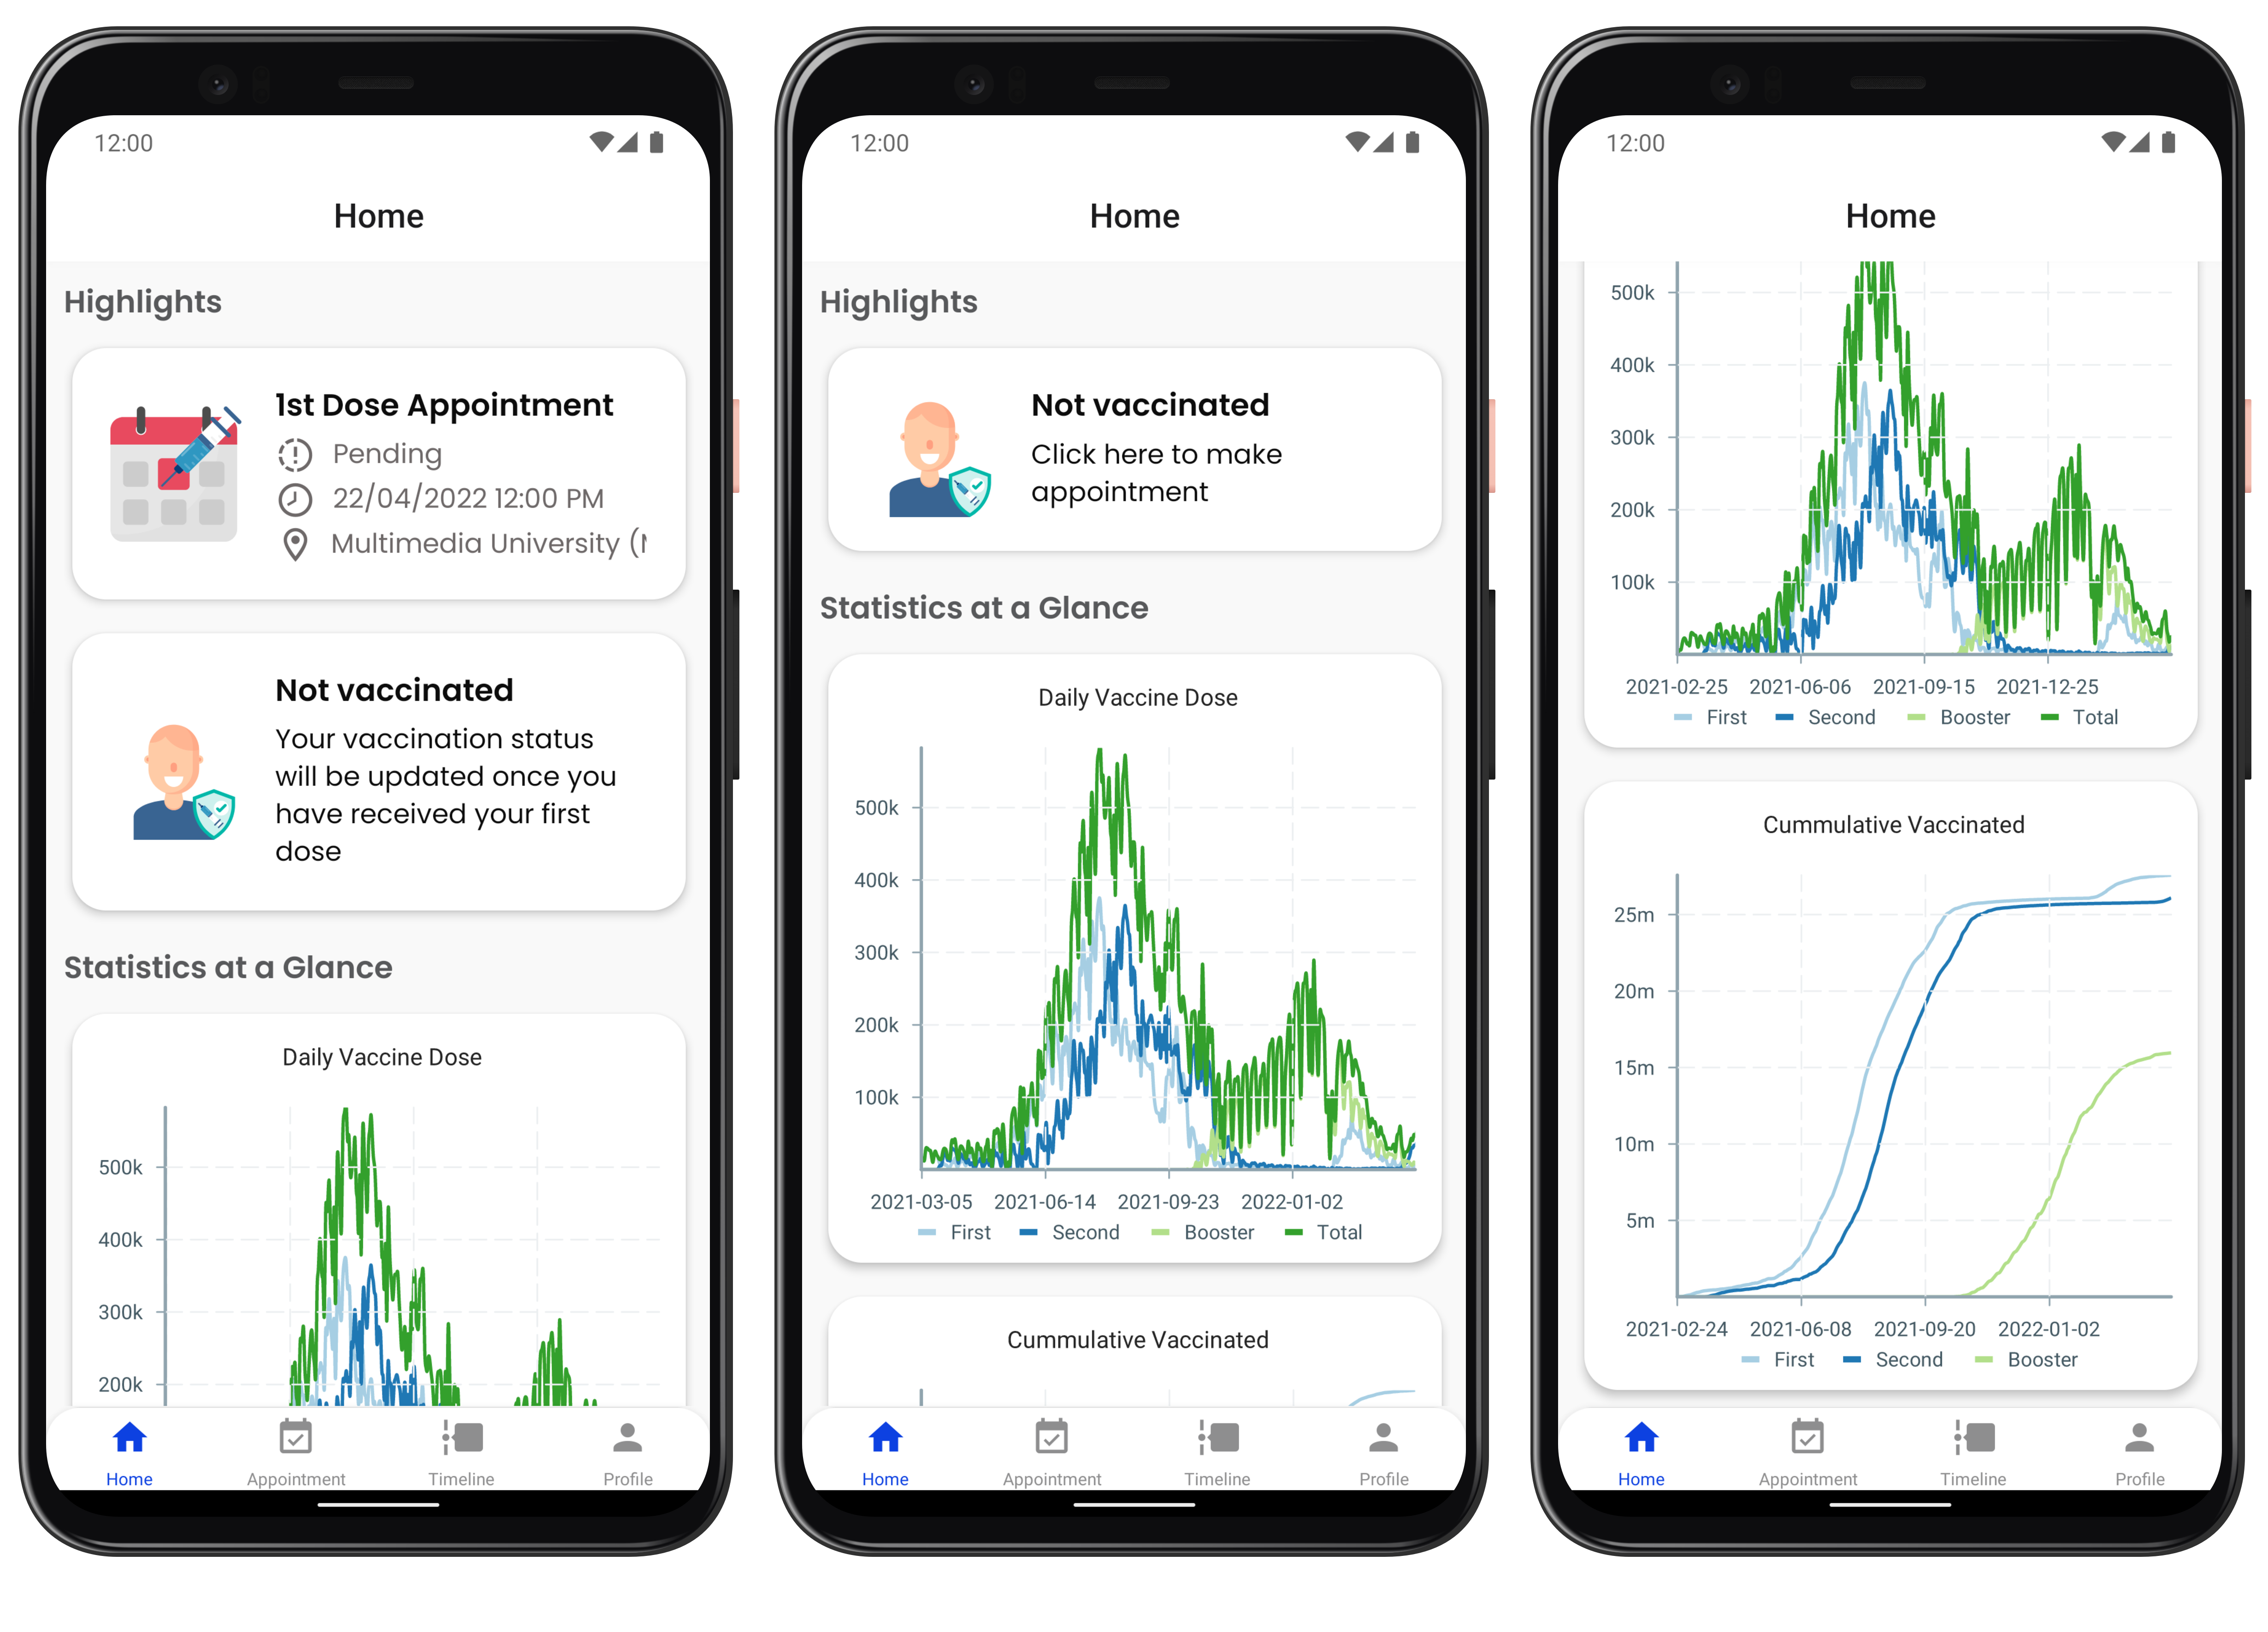 12:00
Home
Highlights
1st Dose Appointment
Pending
22/04/2022 12:00 PM
Multimedia University (
Not vaccinated
Your vaccination status
will be updated once you
have received your first
dose
Statistics at a Glance
Daily Vaccine Dose
500k
400k
300k
200k
Home Appointment Timeline Profile
12:00
Home
Highlights
Not vaccinated
Click here to make
appointment
Statistics at a Glance
Daily Vaccine Dose
500k
400k
300k
200k
100k
2021-03-05 2021-06-14 2021-09-23 2022-01-02
First Second Booster Total
Cummulative Vaccinated
Home Appointment Timeline Profile
12:00
Home
500k
400k
300k
200k
100k
2021-02-25 2021-06-06 2021-09-15 2021-12-25
First Second Booster Total
Cummulative Vaccinated
25m
20m
15m
10m
5m
2021-02-24 2021-06-08 2021-09-20 2022-01-02
First Second Booster
Home Appointment Timeline Profile